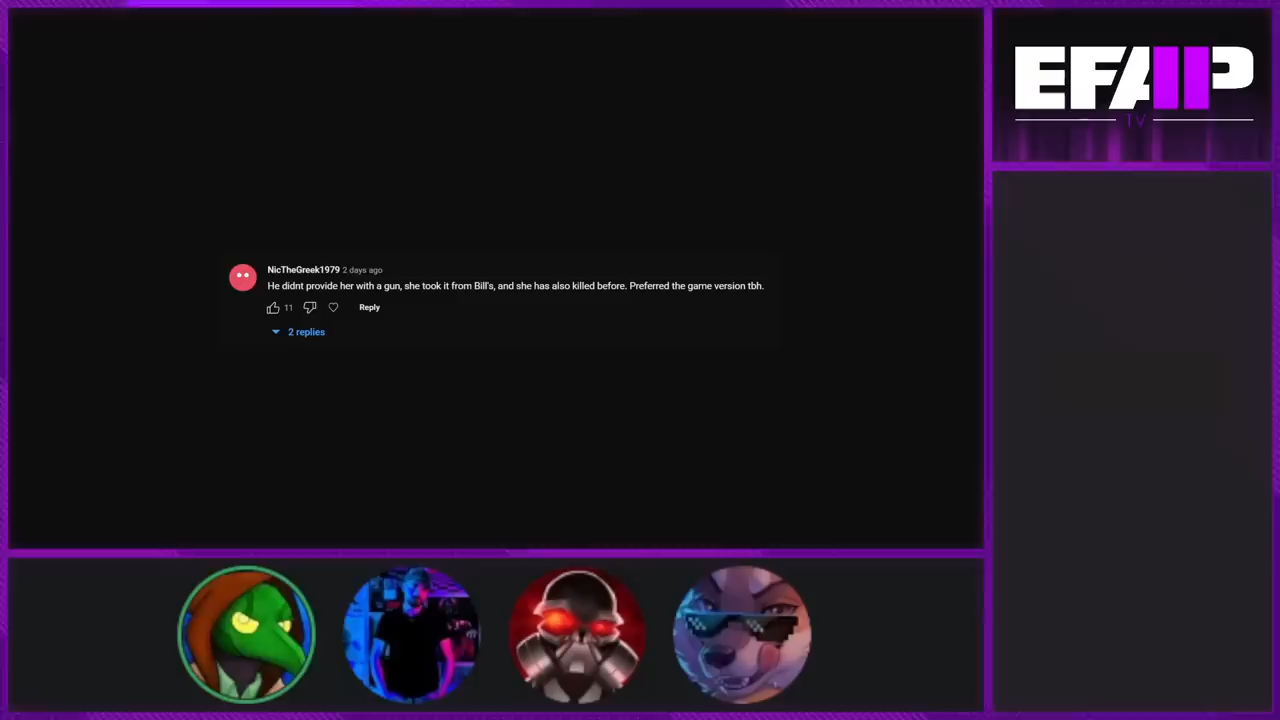 EFAP
TV
NicTheGreek1979 2 days ago
He didnt provide her with a gun, she took it from Bill's, and she has also killed before. Preferred the game version tbh.
11 Reply
2 replies